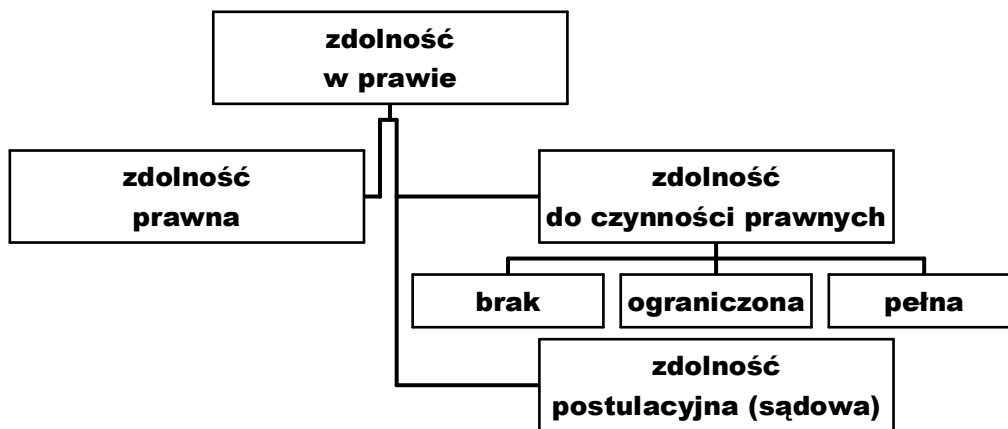 zdolność
w prawie
zdolność
prawna
zdolność
do czynności prawnych
brak
ograniczona
pełna
zdolność
postulacyjna (sądowa)